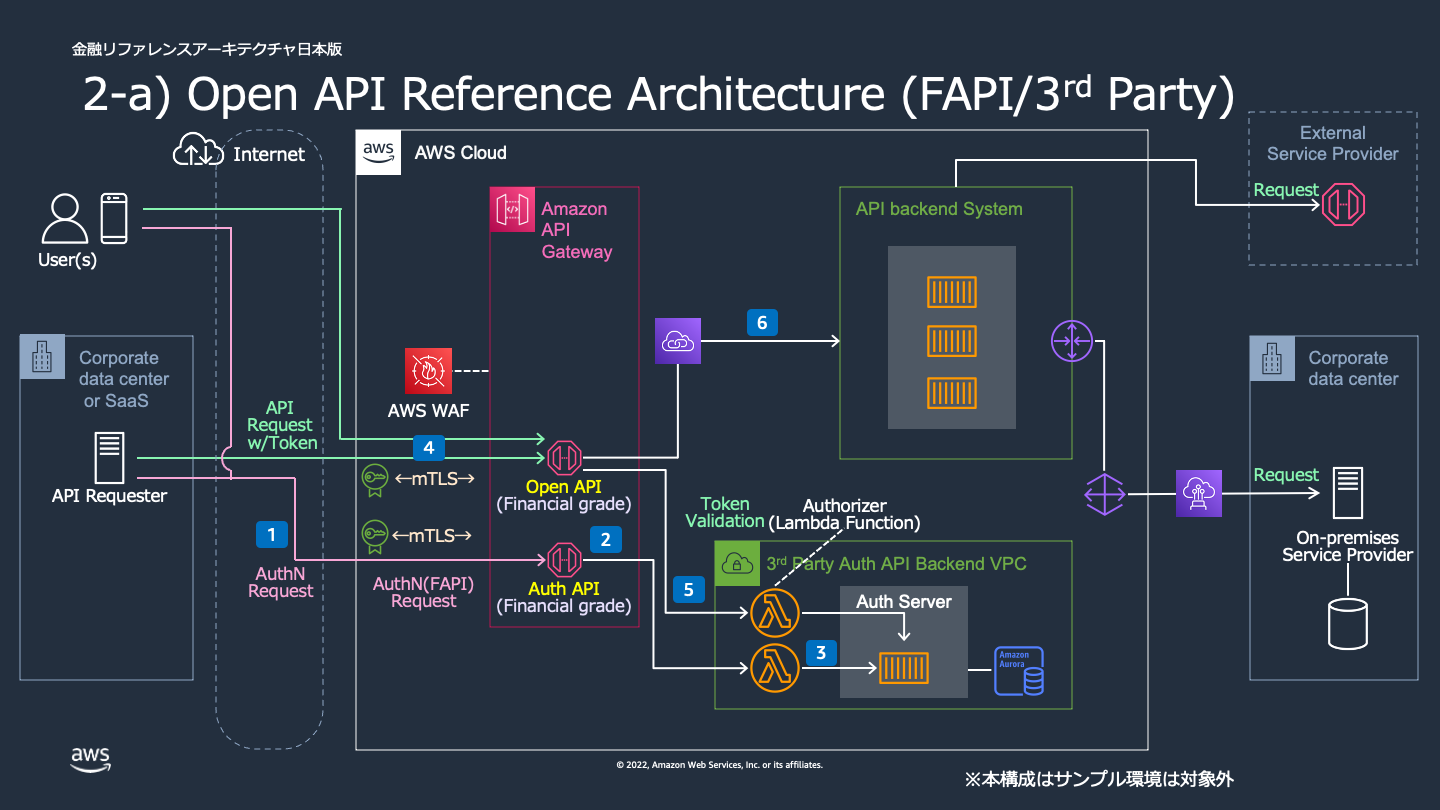 金融リファレンスアーキテクチャ日本版
2-a) Open API Reference Architecture (FAPI/3rd Party)
Internet
aws
AWS Cloud
External
Service Provider
Request
User(s)
Amazon
API
Gateway
API backend System
6
Corporate
data center
or SaaS
API Requester
API
Request
w/Token
AWS WAF
4
←mTLS→
Open API
(Financial grade)
←mTLS→
1
2
AuthN
Request
AuthN(FAPI)
Request
Auth API
(Financial grade)
Token
Validation
Authorizer
(Lambda Function)
3rd Party Auth API Backend VPC
5
Auth Server
3
Amazon
Aurora
Corporate
data center
Request
On-premises
Service Provider
aws
© 2022, Amazon Web Services, Inc. or its affiliates.
※本構成はサンプル環境は対象外